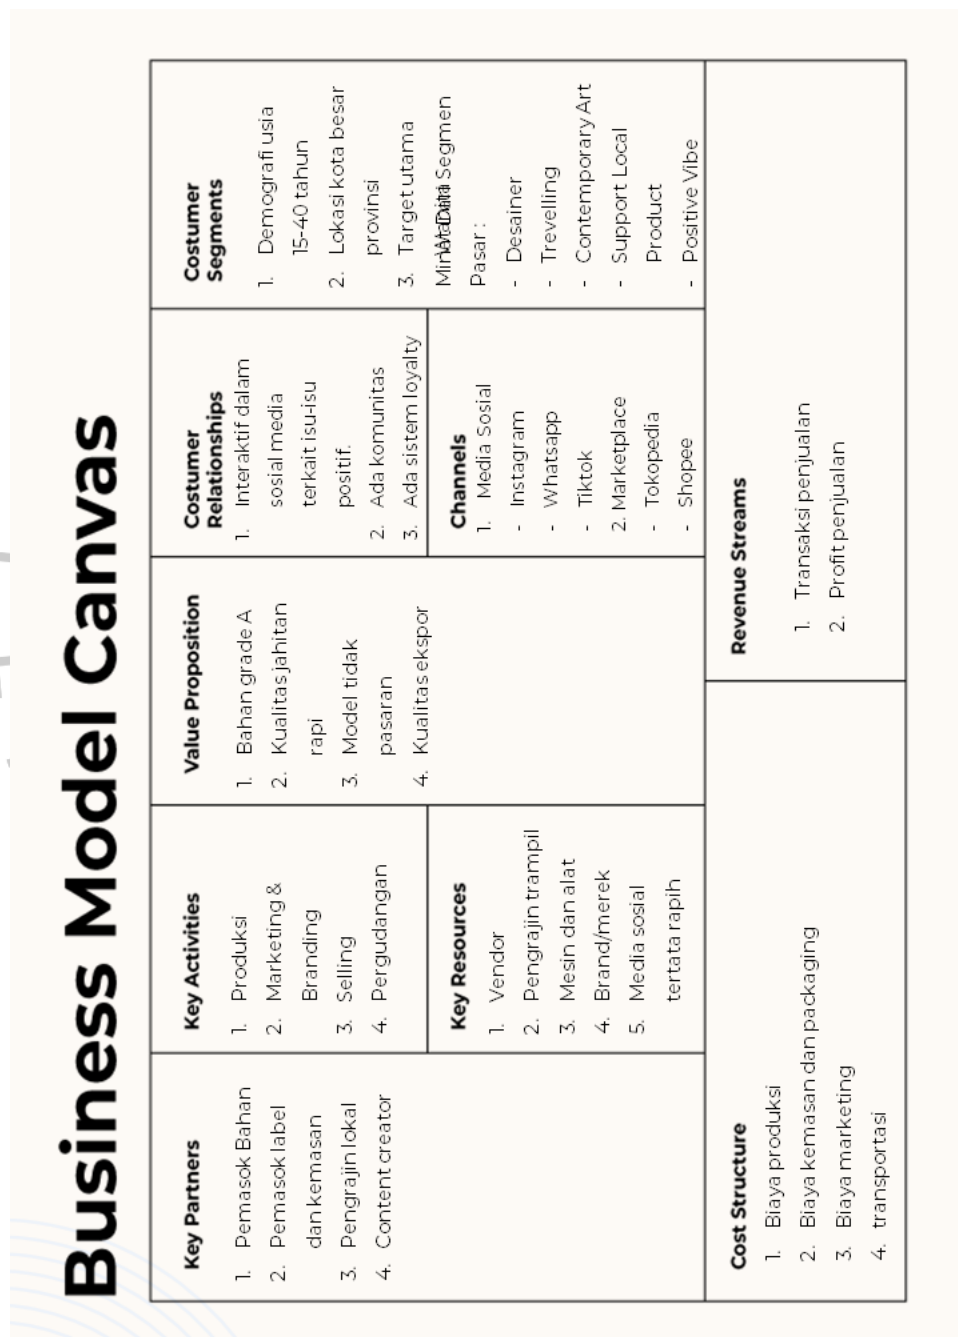 Business Model Canvas
Key Partners
1. Pemasok Bahan
2. Pemasok label
dan kemasan
3. Pengrajin lokal
4. Content creator
Key Activities
1. Produksi
2. Marketing &
Branding
3. Selling
4. Pergudangan
Key Resources
1. Vendor
2. Pengrajin trampil
3. Mesin dan alat
4. Brand/merek
5. Media sosial
tertata rapih
Value Proposition
1. Bahan grade A
2. Kualitas jahitan
rapi
3. Model tidak
pasaran
4. Kualitas ekspor
Costumer
Relationships
1. Interaktif dalam
sosial media
terkait isu-isu
positif.
2. Ada komunitas
3. Ada sistem loyalty
Channels
1. Media Sosial
- Instagram
- Whatsapp
- Tiktok
2. Marketplace
- Tokopedia
- Shopee
Costumer
Segments
1. Demografi usia
15-40 tahun
2. Lokasi kota besar
provinsi
3. Target utama
Segmen
Pasar :
- Desainer
- Trevelling
- Contemporary Art
- Support Local
Product
- Positive Vibe
Cost Structure
1. Biaya produksi
2. Biaya kemasan dan packaging
3. Biaya marketing
4. transportasi
Revenue Streams
1. Transaksi penjualan
2. Profit penjualan